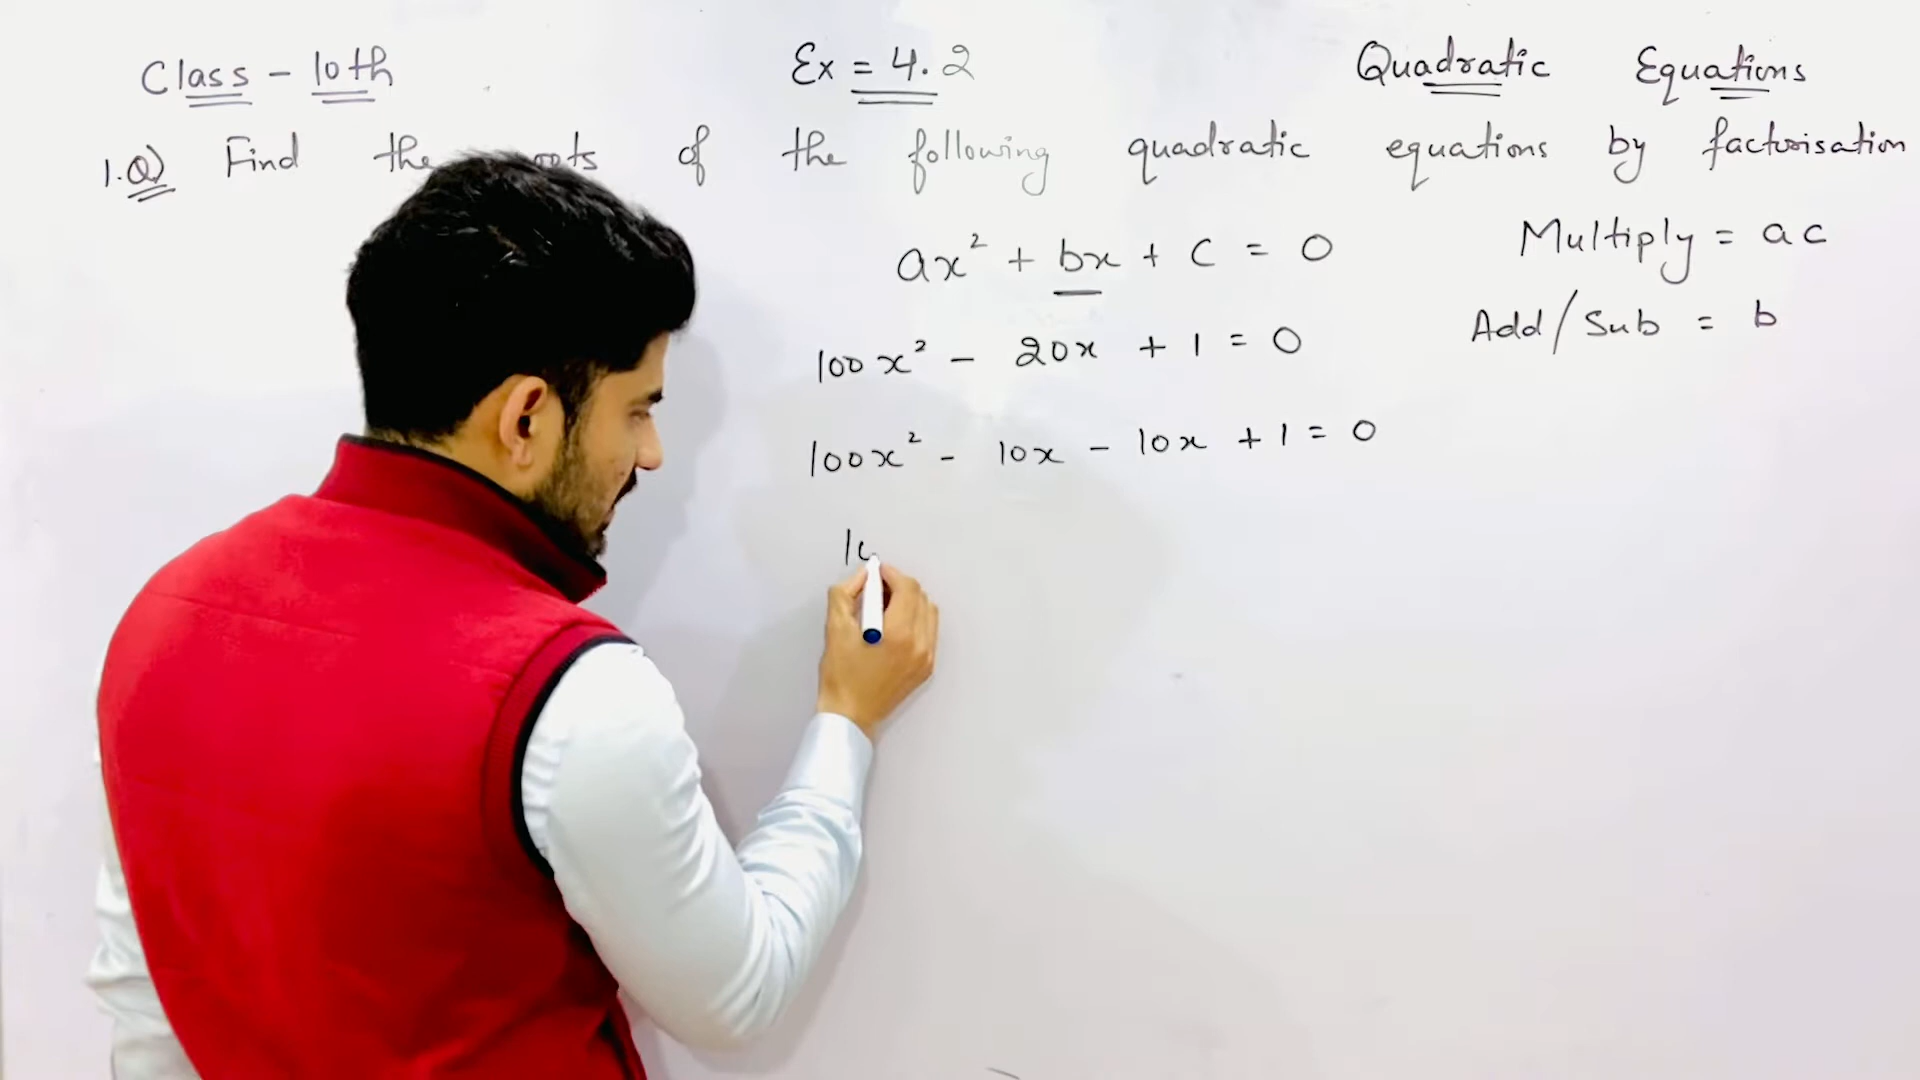 Class - 10th Ex = 4.2 Quadratic Equations
1.Q) Find the roots of the following quadratic equations by factorisation
ax² + bx + c = 0 Multiply = ac
Add/Sub = b
100x² - 20x + 1 = 0
100x² - 10x - 10x + 1 = 0